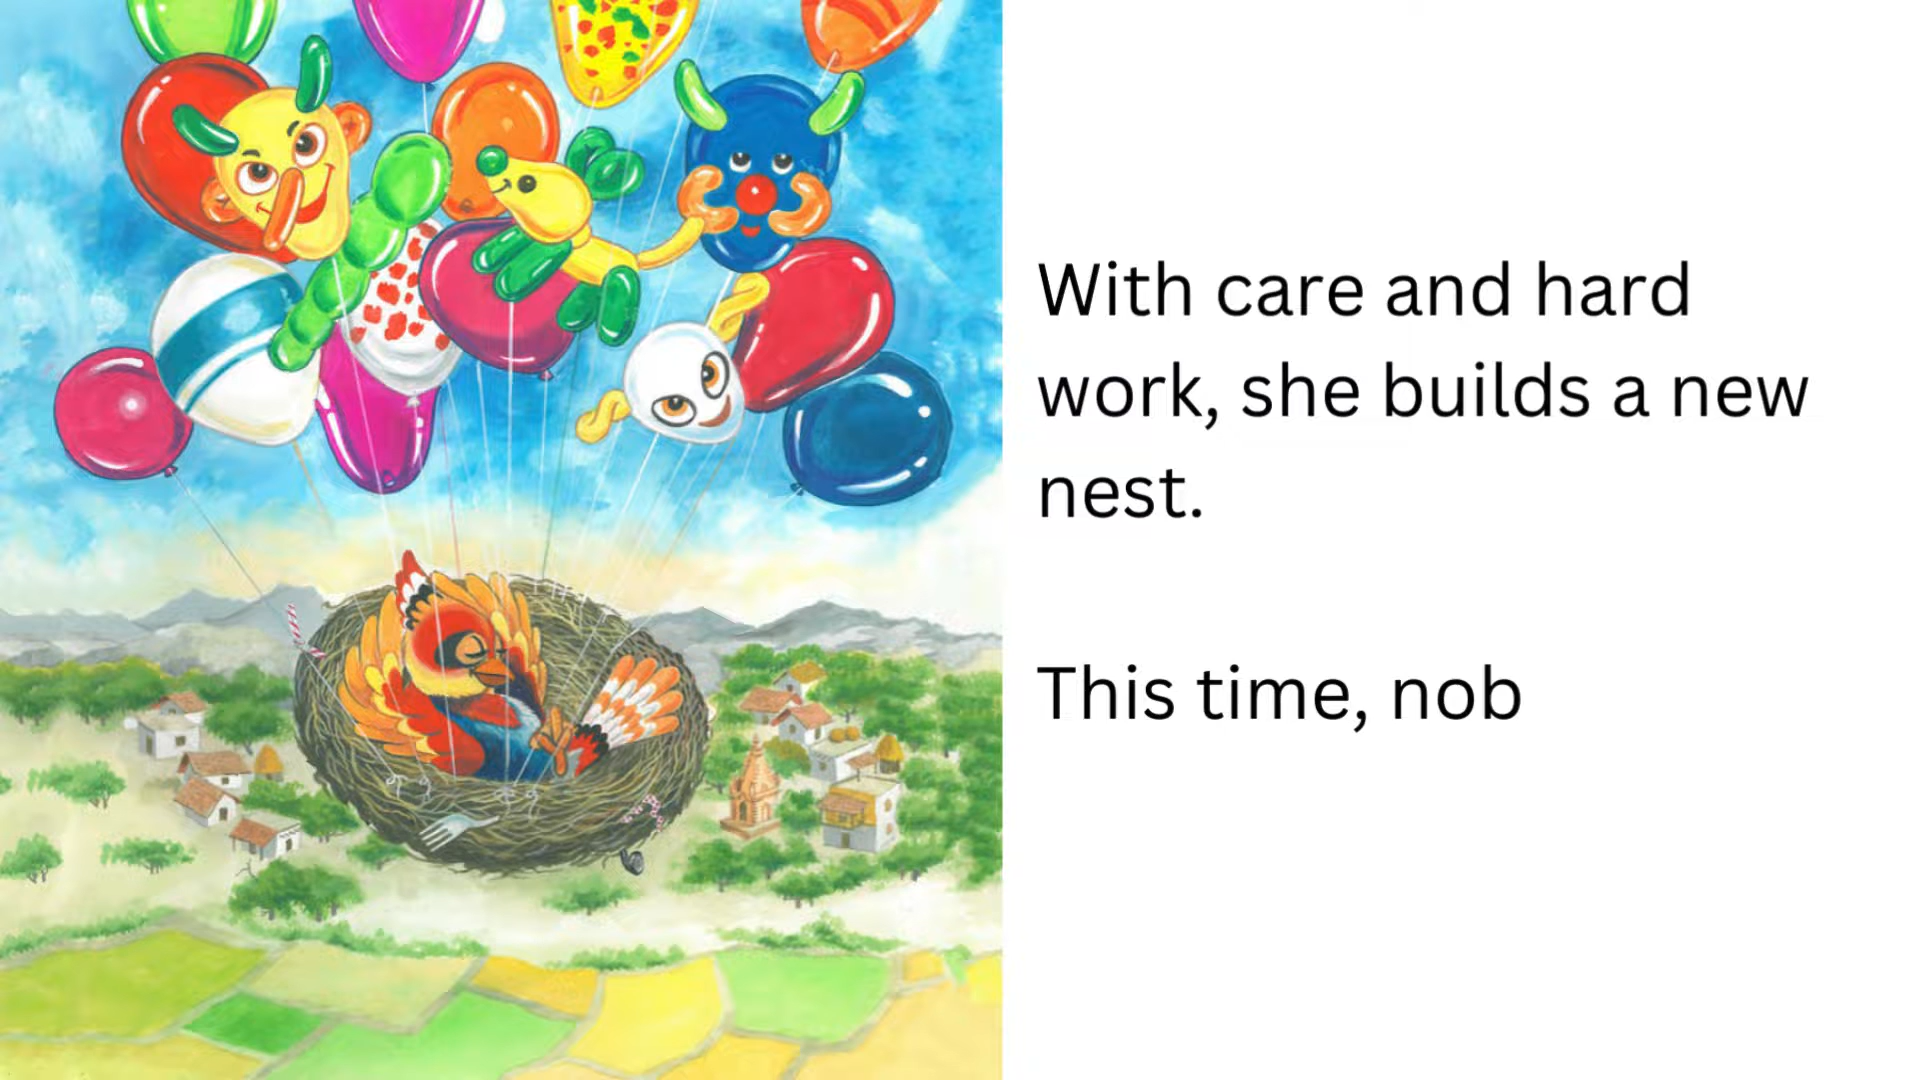 With care and hard
work, she builds a new
nest.
This time, nob